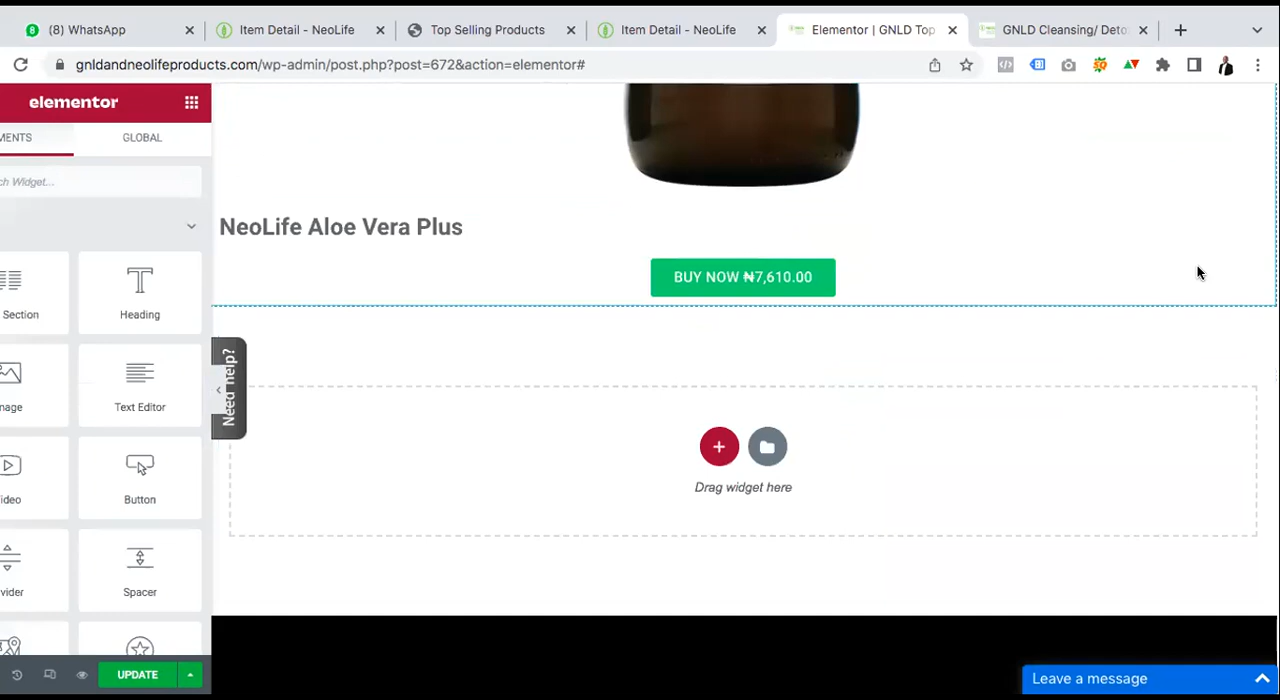 (8) WhatsApp
Item Detail - NeoLife
Top Selling Products
Item Detail - NeoLife
Elementor | GNLD Top
GNLD Cleansing/ Deto
gnldandneolifeproducts.com/wp-admin/post.php?post=672&action=elementor#
elementor
MENTS
GLOBAL
ch Widget...
Section
Heading
mage
Text Editor
ideo
Button
vider
Spacer
UPDATE
NeoLife Aloe Vera Plus
BUY NOW ₦7,610.00
Need help?
Drag widget here
Leave a message